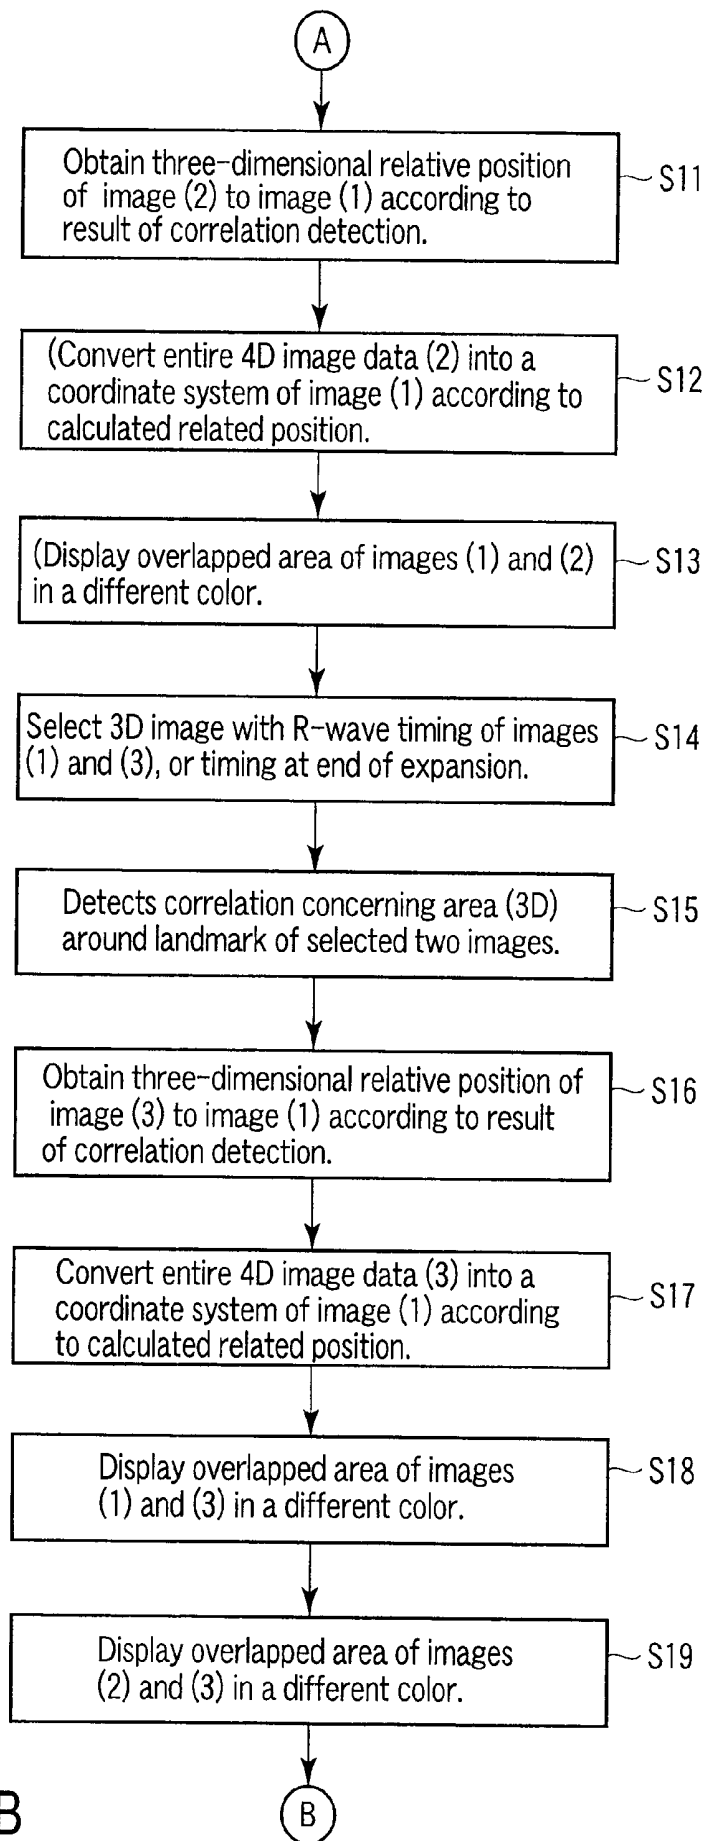 A
Obtain three-dimensional relative position
of image (2) to image (1) according to
result of correlation detection.
S11
(Convert entire 4D image data (2) into a
coordinate system of image (1) according to
calculated related position.
S12
(Display overlapped area of images (1) and (2)
in a different color.
S13
Select 3D image with R-wave timing of images
(1) and (3), or timing at end of expansion.
S14
Detects correlation concerning area (3D)
around landmark of selected two images.
S15
Obtain three-dimensional relative position of
image (3) to image (1) according to result
of correlation detection.
S16
Convert entire 4D image data (3) into a
coordinate system of image (1) according
to calculated related position.
S17
Display overlapped area of images
(1) and (3) in a different color.
S18
Display overlapped area of images
(2) and (3) in a different color.
S19
B
B